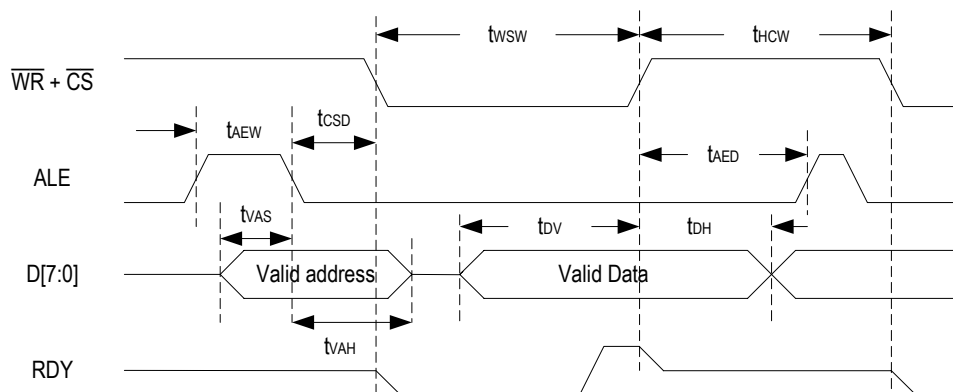 tWSW tHCW
WR + CS
tAEW tCSD
ALE tAED
tVAS tDV tDH
D[7:0] Valid address Valid Data
tVAH
RDY